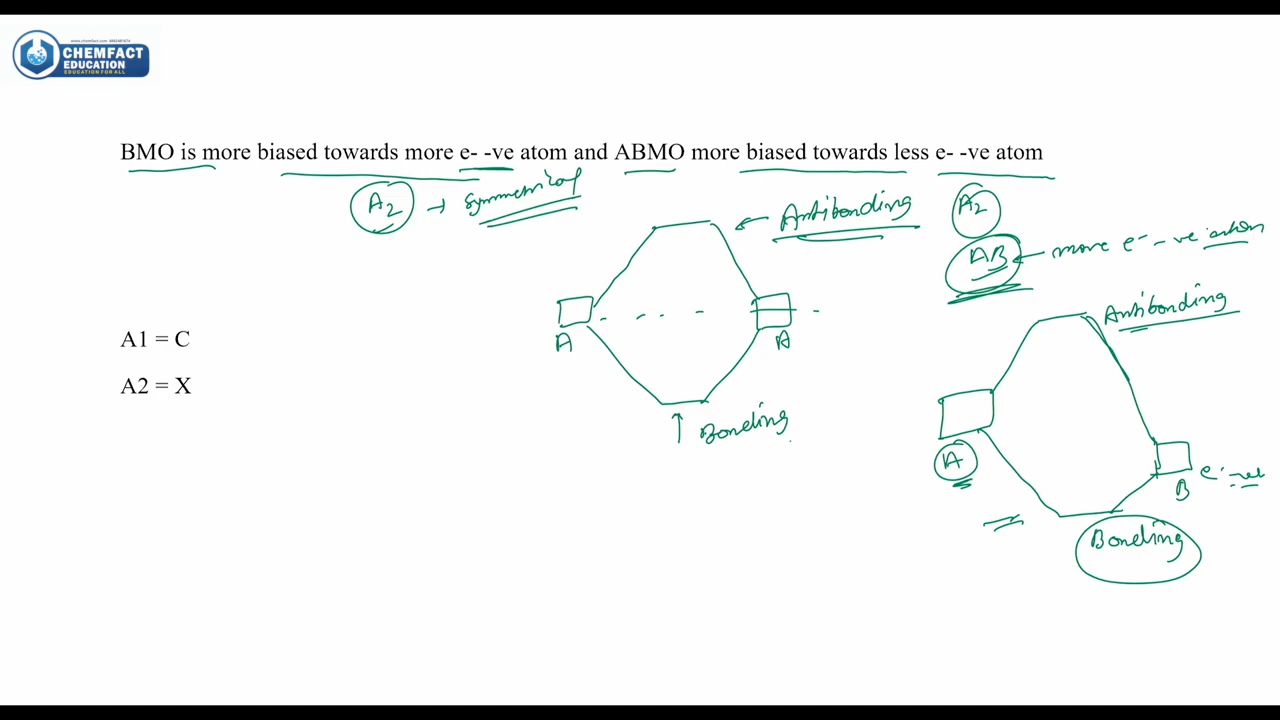 CHEMFACT
EDUCATION
EDUCATION FOR ALL
BMO is more biased towards more e- -ve atom and ABMO more biased towards less e- -ve atom
A2 → Symmetrical
Antibonding
A2
AB ← more e- -ve
Antibonding
A1 = C
A A
A2 = X
Bonding
A
B e- -ve
Bonding